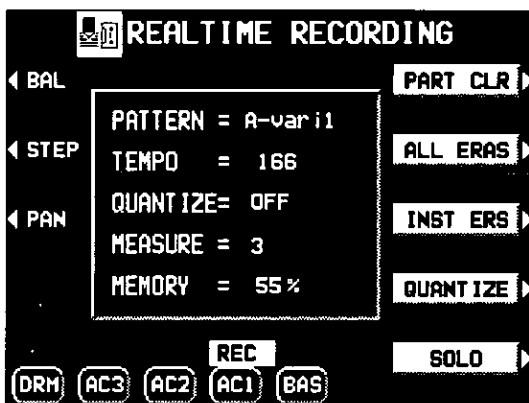 REALTIME RECORDING
BAL
PART CLR
PATTERN = A-vari1
STEP
ALL ERAS
TEMPO = 166
QUANTIZE= OFF
PAN
INST ERS
MEASURE = 3
MEMORY = 55%
QUANTIZE
REC
SOLO
DRM AC3 AC2 AC1 BAS